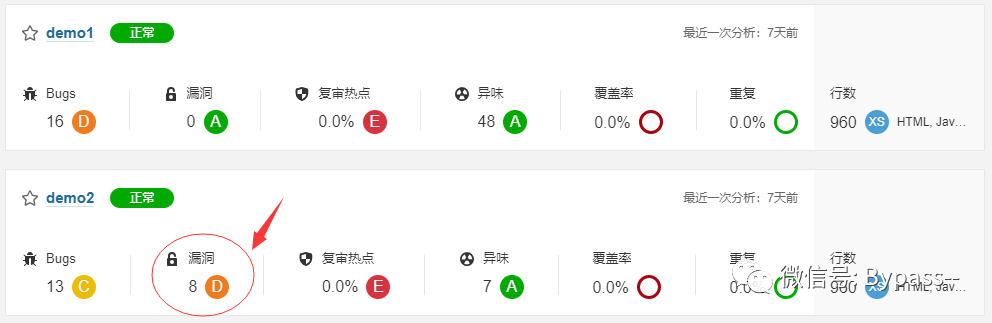 demo1 正常 最近一次分析：7天前
Bugs 漏洞 复审热点 异味 覆盖率 重复 行数
16 D 0 A 0.0% E 48 A 0.0% 0.0% 960 XS HTML, Jav...
demo2 正常 最近一次分析：7天前
Bugs 漏洞 复审热点 异味 覆盖率 重复 行数
13 C 8 D 0.0% E 7 A 0.0% 0.0% 960 XS HTML, Jav...
微信号: Bypass--